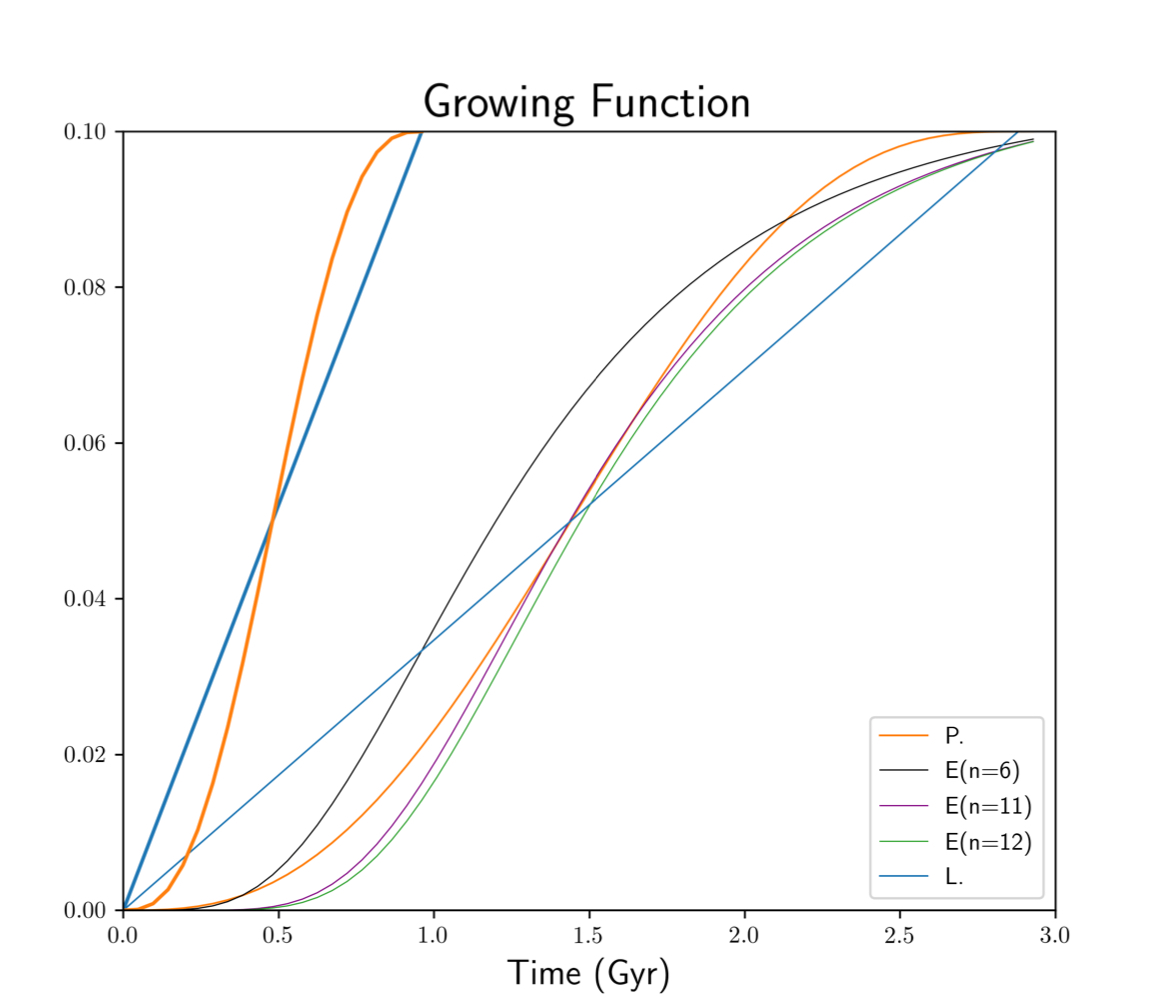 Growing Function
0.10
0.08
0.06
0.04
0.02
0.00
P.
E(n=6)
E(n=11)
E(n=12)
L.
0.0 0.5 1.0 1.5 2.0 2.5 3.0
Time (Gyr)